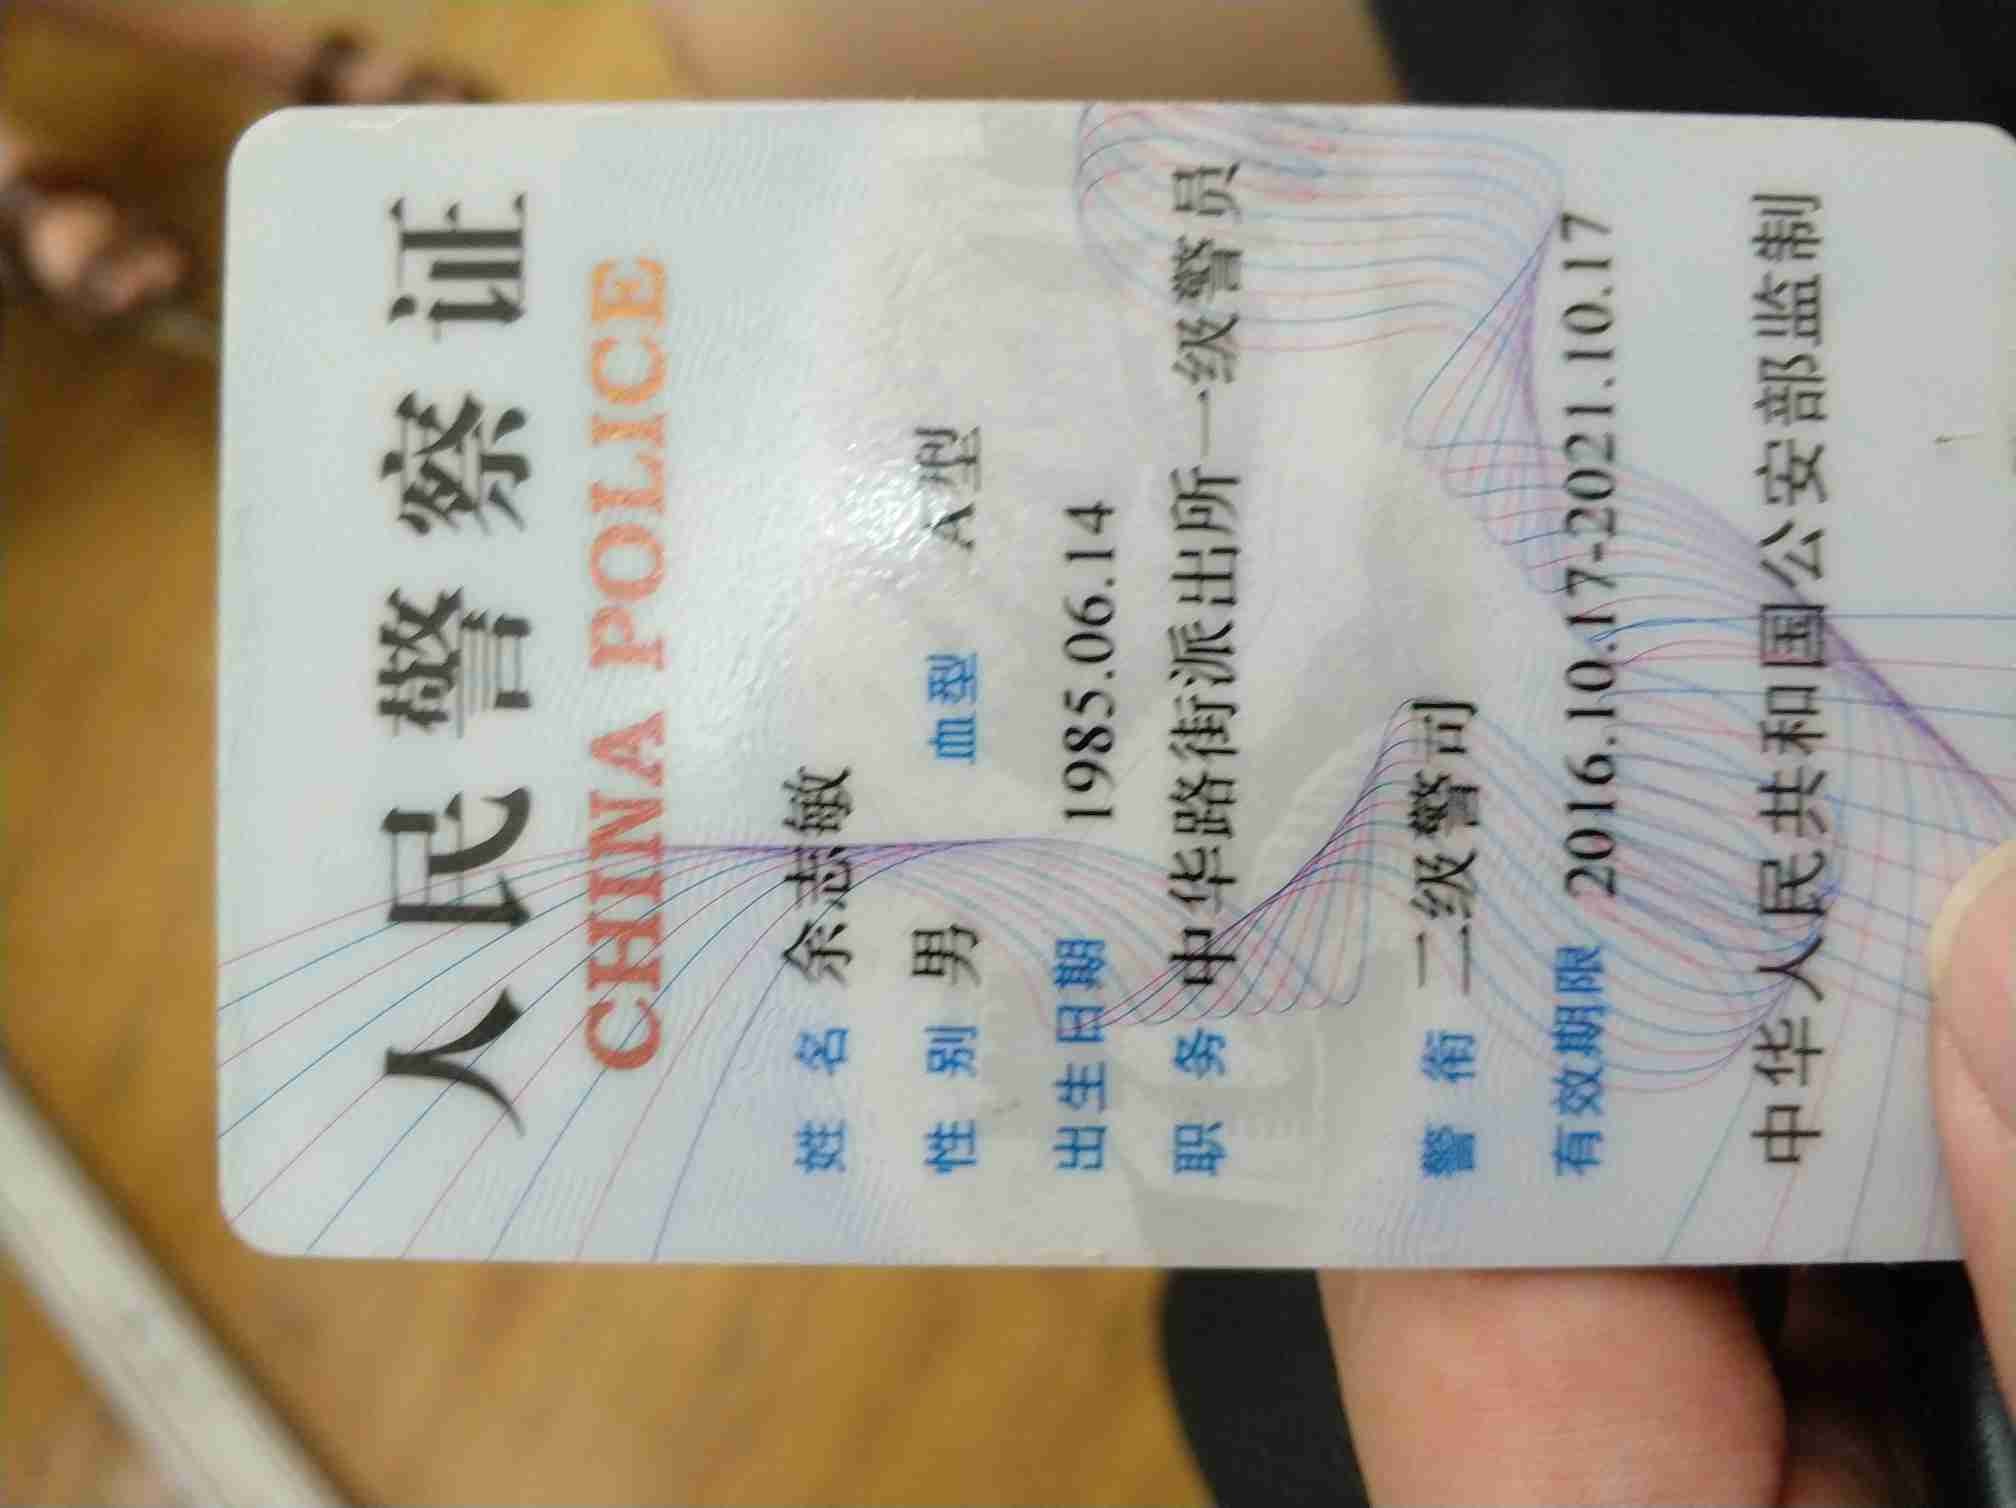 人民警察证
CHINA POLICE
姓 名 余志敏
性 别 男 血型 A型
出生日期 1985.06.14
职 务 中华路街派出所一级警员
警 衔 二级警司
有效期限 2016.10.17-2021.10.17
中华人民共和国公安部监制